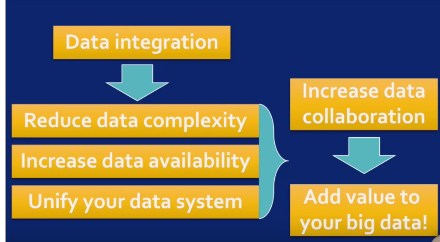 Data integration
Reduce data complexity
Increase data availability
Unify your data system
Increase data
collaboration
Add value to
your big data!